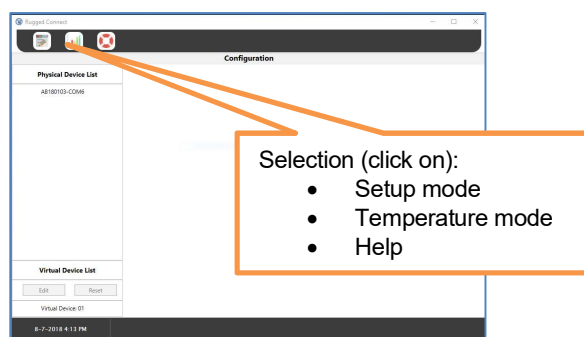 Rugged Connect
Configuration
Physical Device List
AB180103-COM6
Selection (click on):
• Setup mode
• Temperature mode
• Help
Virtual Device List
Edit Reset
Virtual Device: 01
8-7-2018 4:13 PM